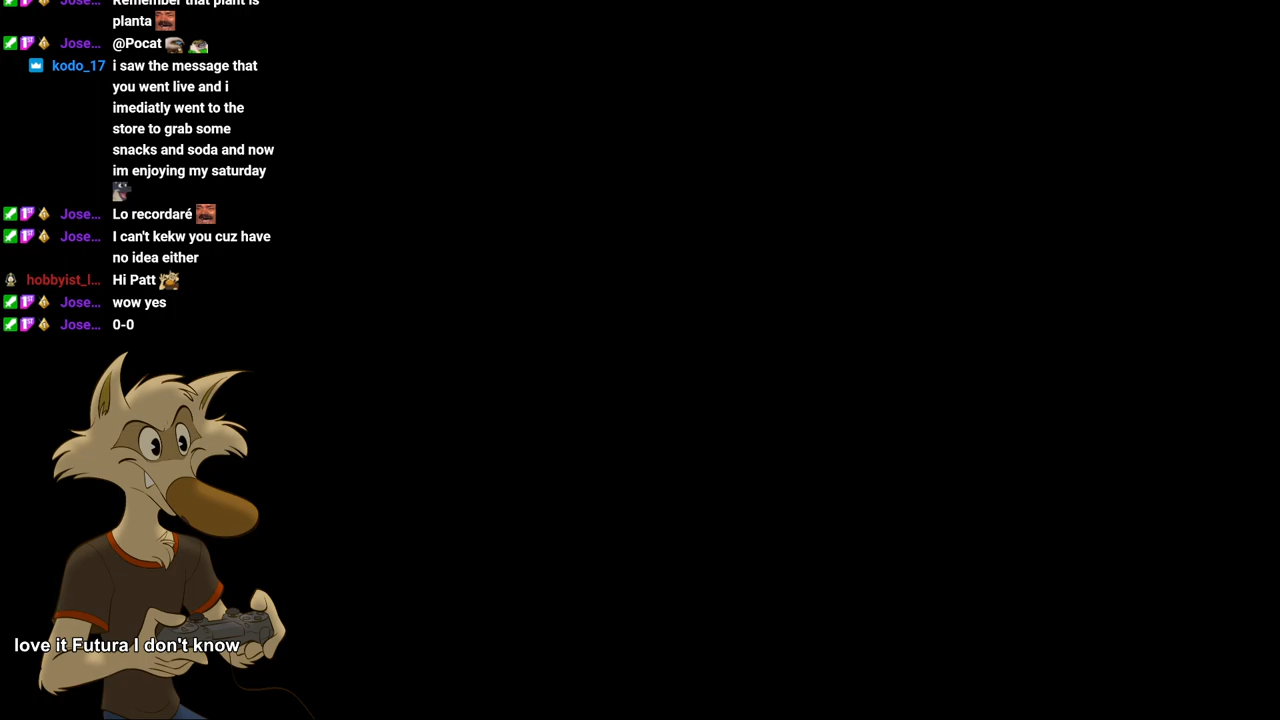 Jose... Remember that plant is
planta
Jose... @Pocat
kodo_17 i saw the message that
you went live and i
imediatly went to the
store to grab some
snacks and soda and now
im enjoying my saturday
Jose... Lo recordaré
Jose... I can't kekw you cuz have
no idea either
hobbyist_l... Hi Patt
Jose... wow yes
Jose... 0-0
love it Futura I don't know